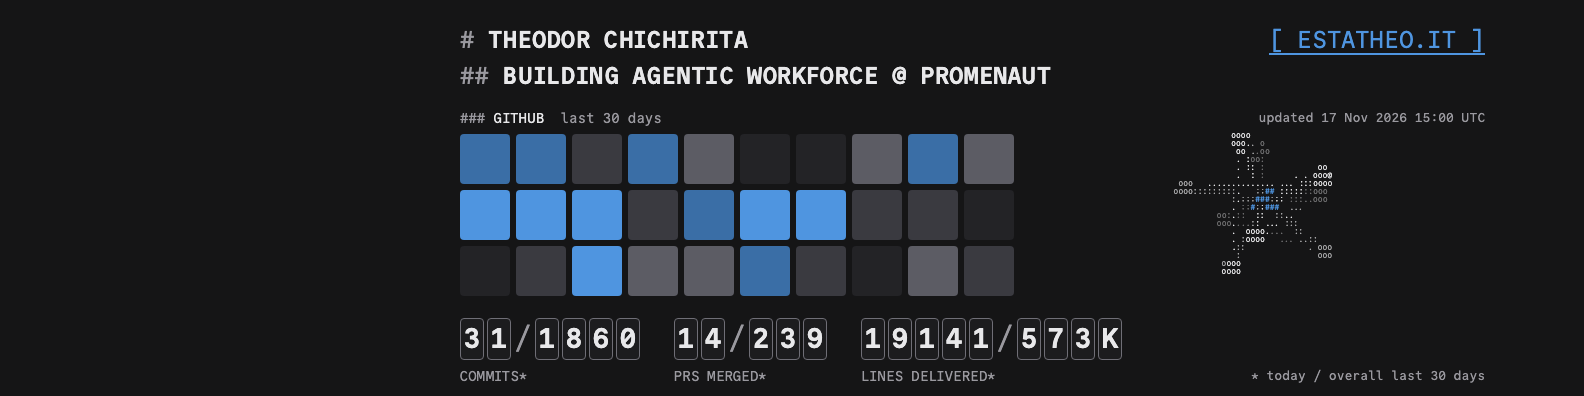 # THEODOR CHICHIRITA
[ ESTATHEO.IT ]
## BUILDING AGENTIC WORKFORCE @ PROMENAUT
### GITHUB last 30 days
updated 17 Nov 2026 15:00 UTC
31/1860 14/239 19141/573K
COMMITS* PRS MERGED* LINES DELIVERED*
* today / overall last 30 days